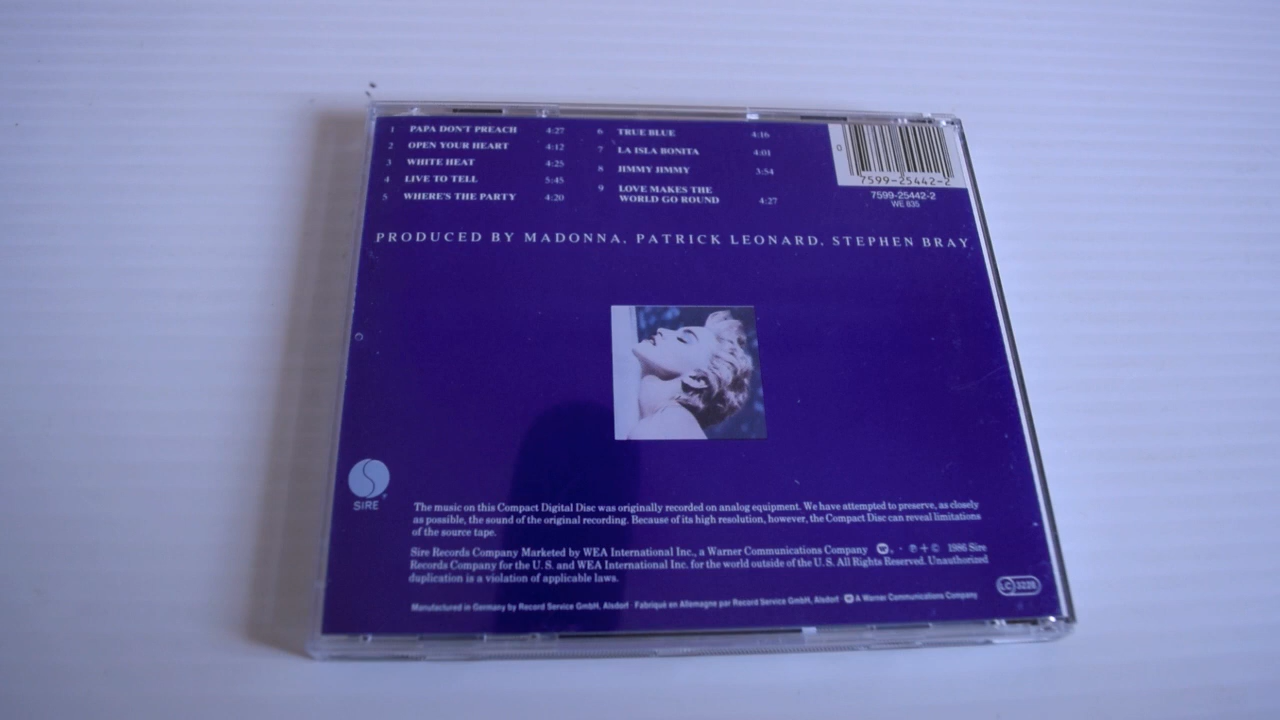 1 PAPA DON'T PREACH 4:27
2 OPEN YOUR HEART 4:12
3 WHITE HEAT 4:25
4 LIVE TO TELL 5:45
5 WHERE'S THE PARTY 4:20
6 TRUE BLUE 4:16
7 LA ISLA BONITA 4:01
8 JIMMY JIMMY 3:54
9 LOVE MAKES THE
WORLD GO ROUND 4:27
0
7599-25442-2
7599-25442-2
WE 835
PRODUCED BY MADONNA, PATRICK LEONARD, STEPHEN BRAY
SIRE
The music on this Compact Digital Disc was originally recorded on analog equipment. We have attempted to preserve, as closely
as possible, the sound of the original recording. Because of its high resolution, however, the Compact Disc can reveal limitations
of the source tape.
Sire Records Company Marketed by WEA International Inc., a Warner Communications Company . · ℗ + © 1986 Sire
Records Company for the U. S. and WEA International Inc. for the world outside of the U. S. All Rights Reserved. Unauthorized
duplication is a violation of applicable laws.
Manufactured in Germany by Record Service GmbH, Alsdorf · Fabriqué en Allemagne par Record Service GmbH, Alsdorf · A Warner Communications Company
LC 3228